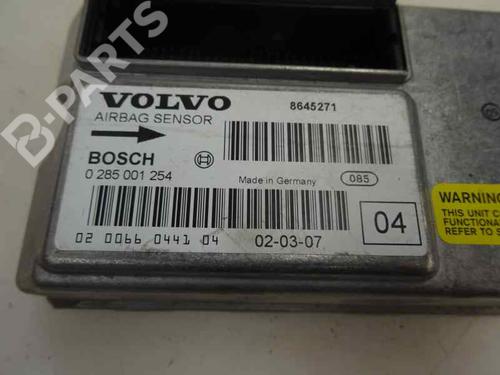 B-PARTS
VOLVO
8645271
AIRBAG SENSOR
BOSCH
0 285 001 254
Made in Germany
085
04
02 0066 0441 04
02-03-07
WARNING
THIS UNIT C
FUNCTIONA
REFER TO S